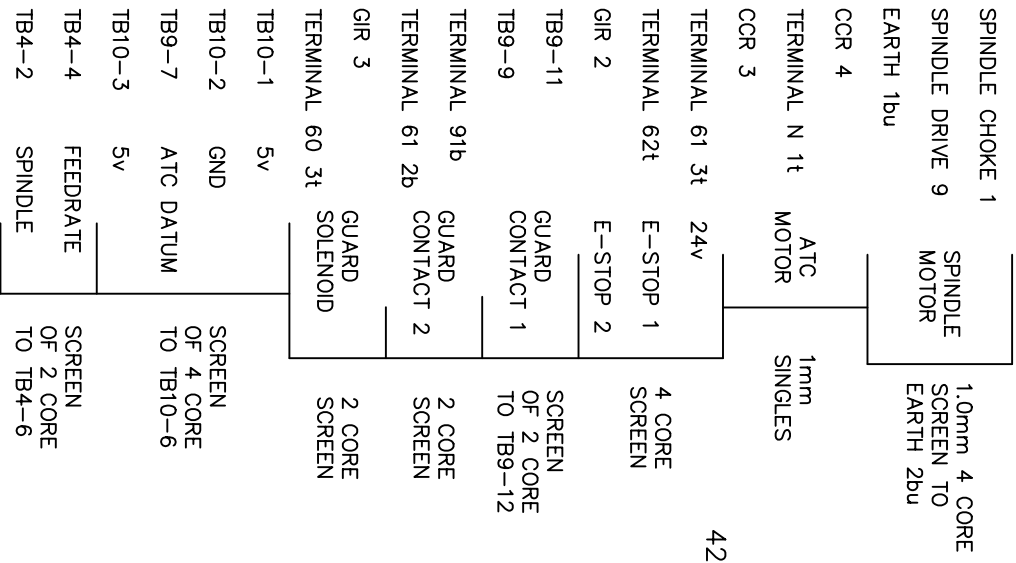 SPINDLE CHOKE 1
SPINDLE DRIVE 9
EARTH 1bu
CCR 4
TERMINAL N 1t
CCR 3
TERMINAL 61 3t 24v
TERMINAL 62t E-STOP 1
GIR 2 E-STOP 2
TB9-11
TB9-9
TERMINAL 91b
TERMINAL 61 2b
GIR 3
TERMINAL 60 3t
TB10-1 5v
TB10-2 GND
TB9-7 ATC DATUM
TB10-3 5v
TB4-4 FEEDRATE
TB4-2 SPINDLE
SPINDLE
MOTOR
ATC
MOTOR
GUARD
CONTACT 1
GUARD
CONTACT 2
GUARD
SOLENOID
1.0mm 4 CORE
SCREEN TO
EARTH 2bu
1mm
SINGLES
4 CORE
SCREEN
SCREEN
OF 2 CORE
TO TB9-12
2 CORE
SCREEN
2 CORE
SCREEN
SCREEN
OF 4 CORE
TO TB10-6
SCREEN
OF 2 CORE
TO TB4-6
42